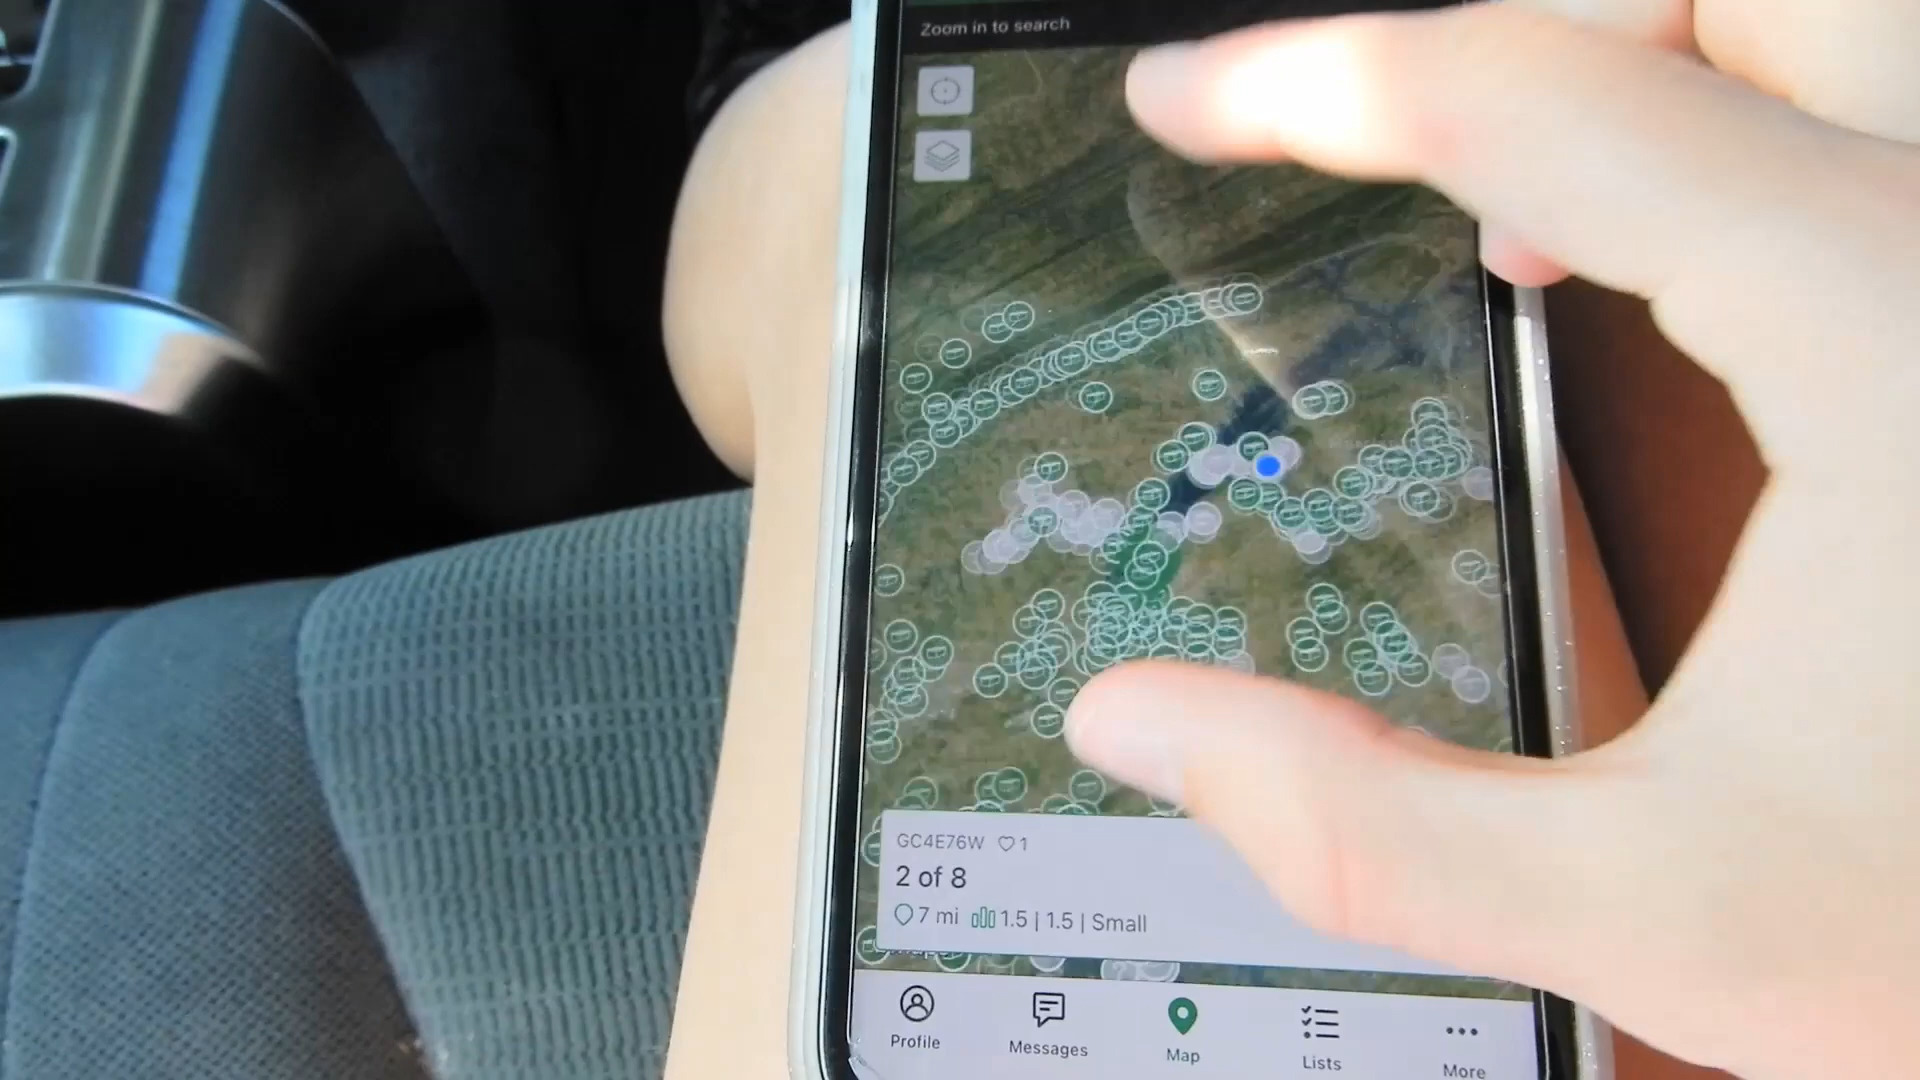 Zoom in to search
GC4E76W 1
2 of 8
7 mi 1.5 | 1.5 | Small
Profile
Messages
Map
Lists
More